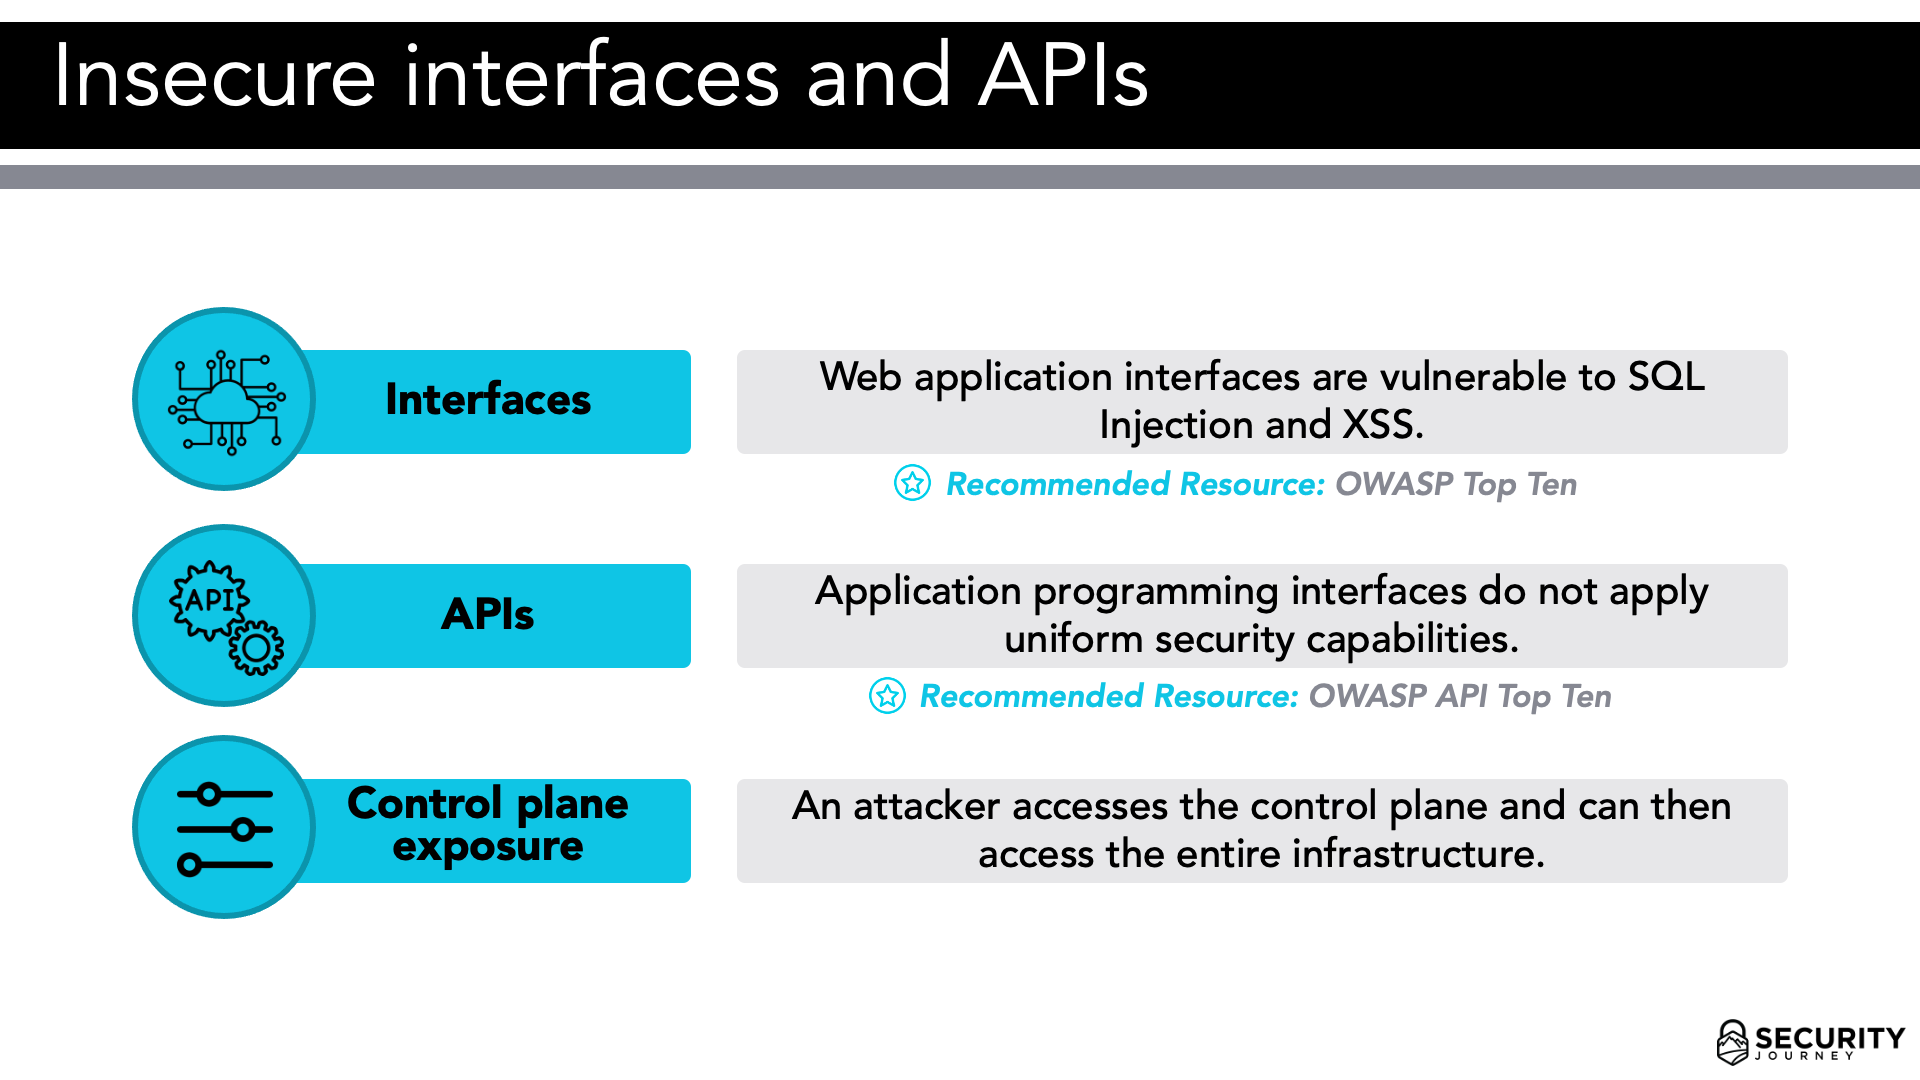 Insecure interfaces and APIs
Interfaces
Web application interfaces are vulnerable to SQL
Injection and XSS.
Recommended Resource: OWASP Top Ten
API
APIs
Application programming interfaces do not apply
uniform security capabilities.
Recommended Resource: OWASP API Top Ten
Control plane
exposure
An attacker accesses the control plane and can then
access the entire infrastructure.
SECURITY
JOURNEY